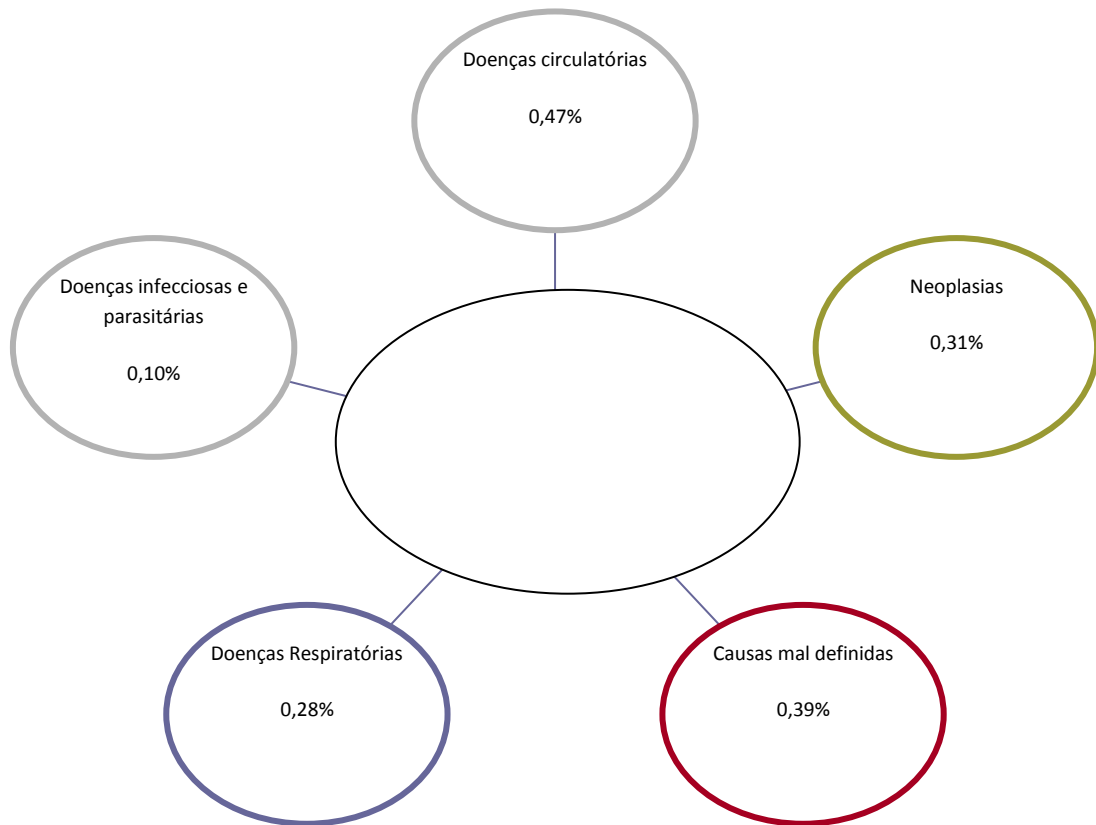 Doenças circulatórias
0,47%
Doenças infecciosas e
parasitárias
0,10%
Neoplasias
0,31%
Doenças Respiratórias
0,28%
Causas mal definidas
0,39%